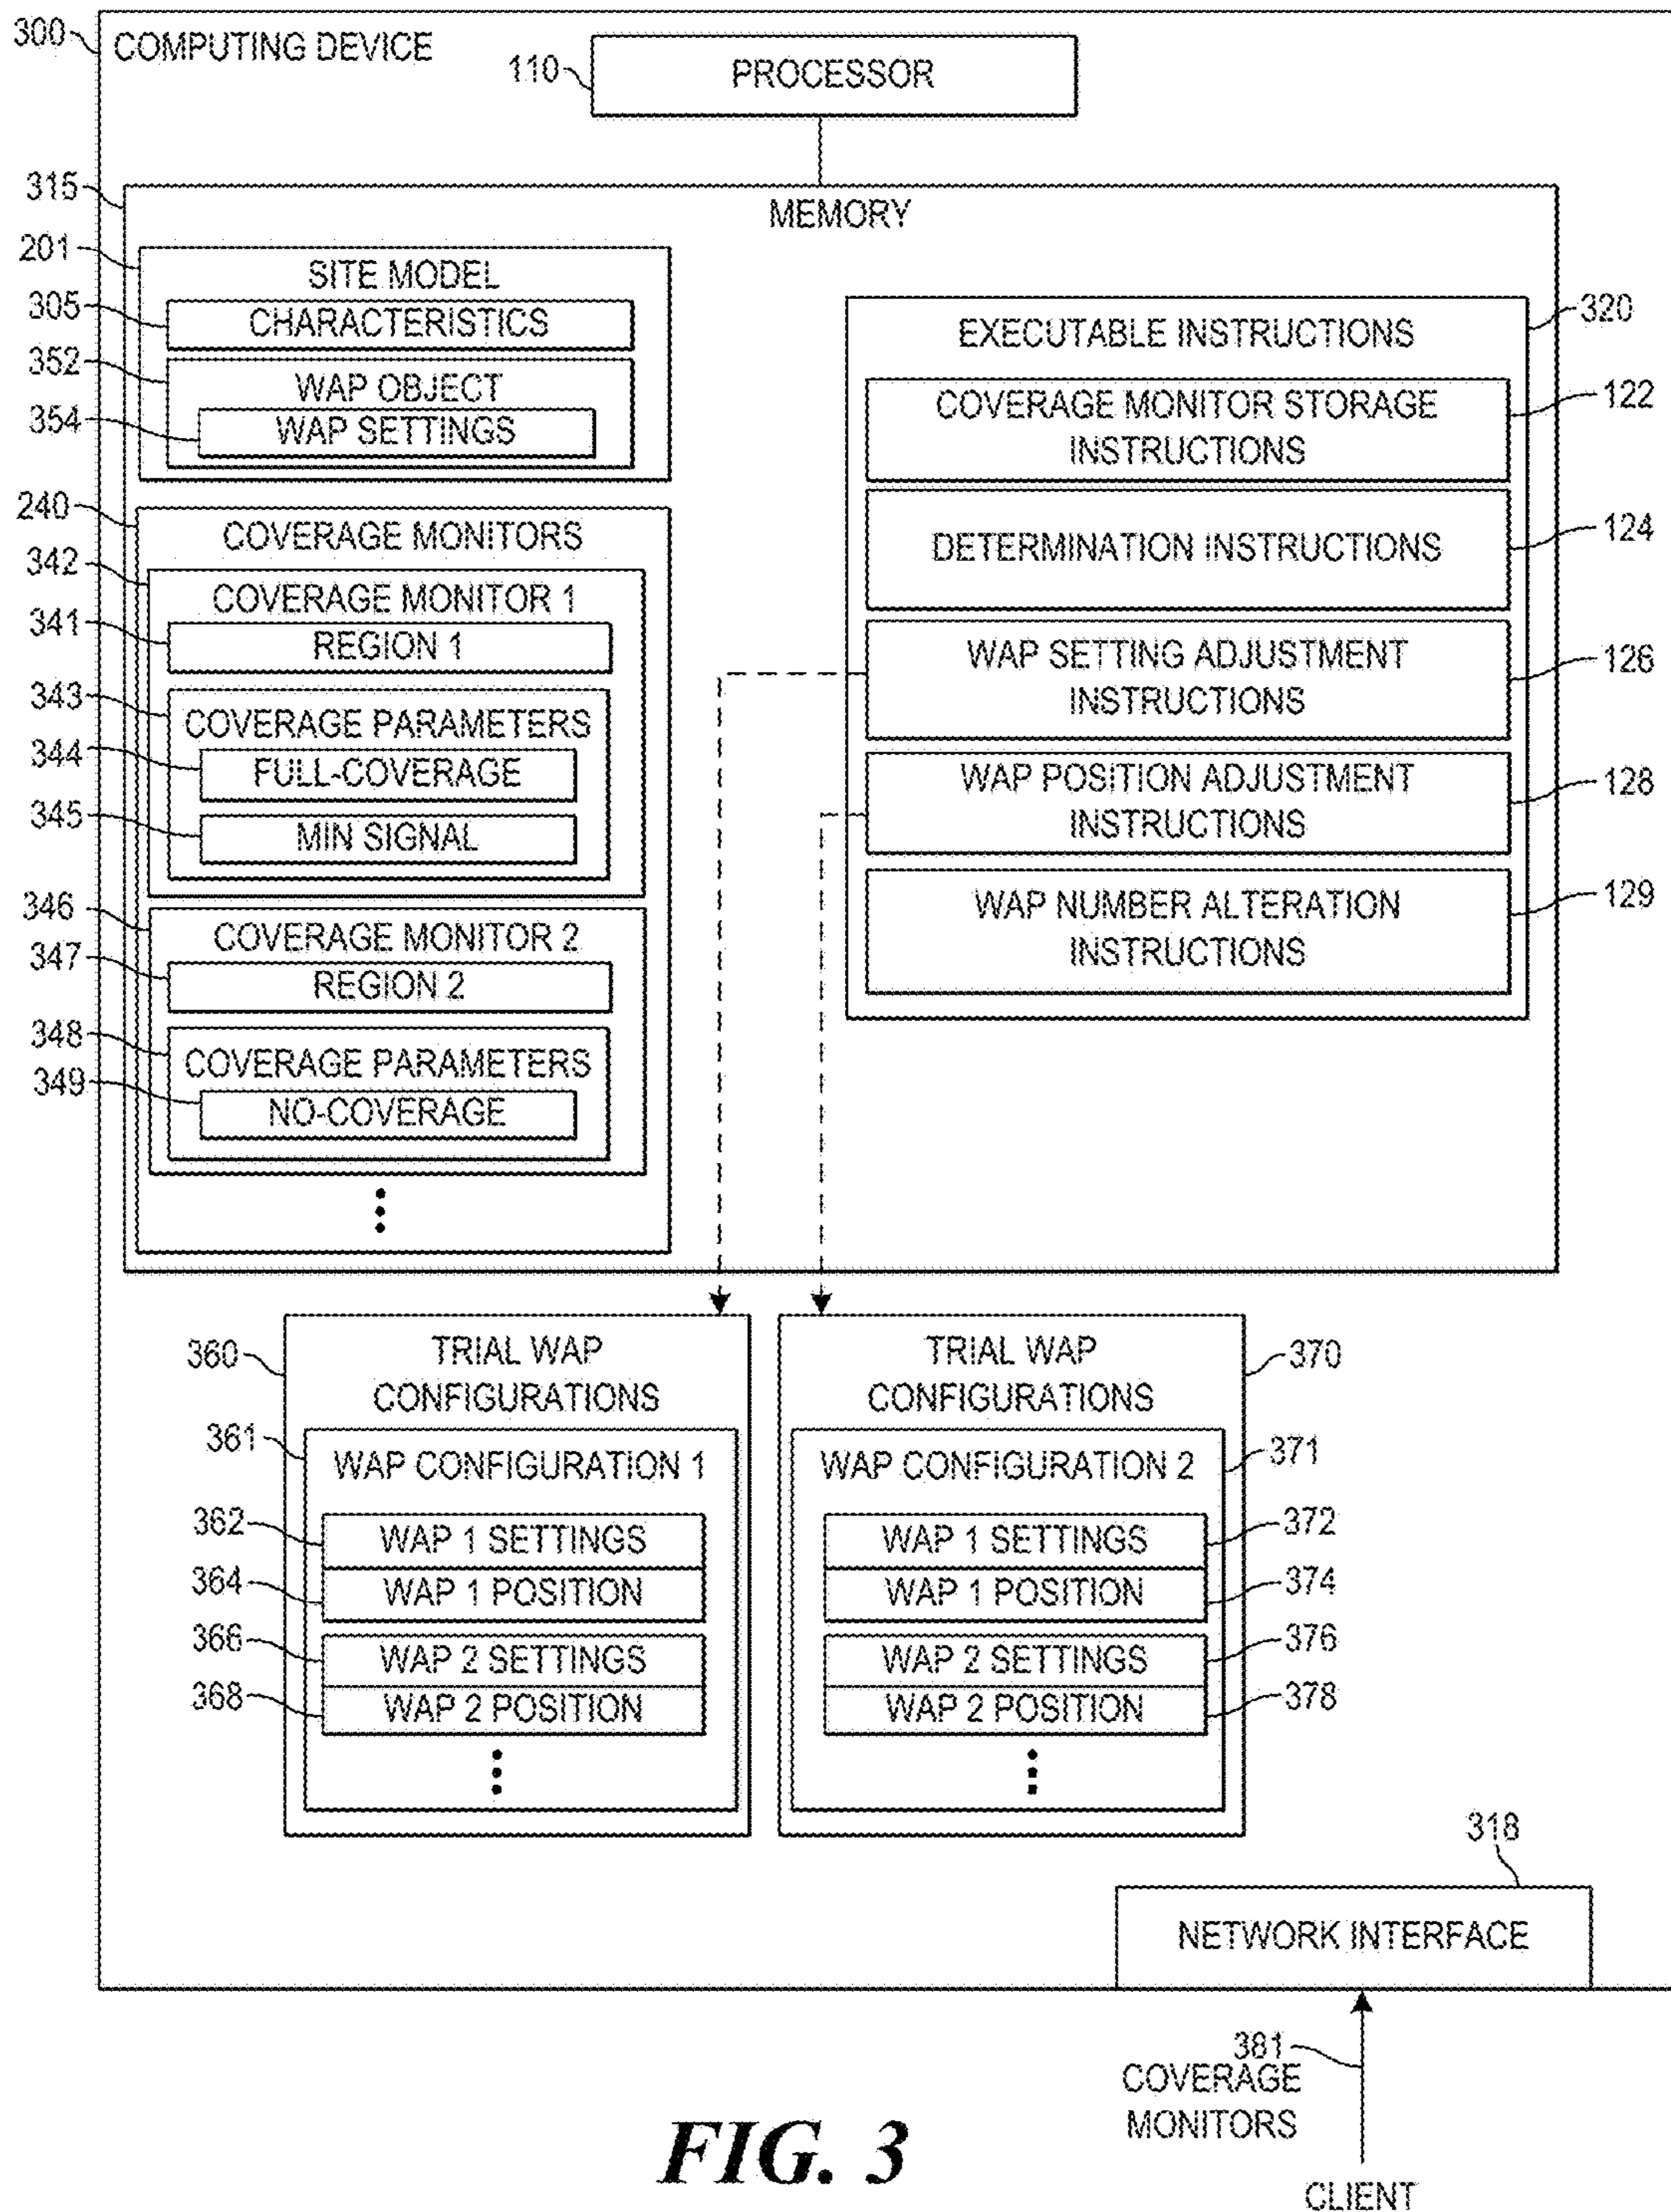 300
COMPUTING DEVICE
110
PROCESSOR
315
MEMORY
201
SITE MODEL
305
CHARACTERISTICS
352
WAP OBJECT
354
WAP SETTINGS
240
COVERAGE MONITORS
342
COVERAGE MONITOR 1
341
REGION 1
343
COVERAGE PARAMETERS
344
FULL-COVERAGE
345
MIN SIGNAL
346
COVERAGE MONITOR 2
347
REGION 2
348
COVERAGE PARAMETERS
349
NO-COVERAGE
320
EXECUTABLE INSTRUCTIONS
COVERAGE MONITOR STORAGE
INSTRUCTIONS
122
DETERMINATION INSTRUCTIONS
124
WAP SETTING ADJUSTMENT
INSTRUCTIONS
126
WAP POSITION ADJUSTMENT
INSTRUCTIONS
128
WAP NUMBER ALTERATION
INSTRUCTIONS
129
360
TRIAL WAP
CONFIGURATIONS
361
WAP CONFIGURATION 1
362
WAP 1 SETTINGS
364
WAP 1 POSITION
366
WAP 2 SETTINGS
368
WAP 2 POSITION
TRIAL WAP
CONFIGURATIONS
370
WAP CONFIGURATION 2
371
WAP 1 SETTINGS
372
WAP 1 POSITION
374
WAP 2 SETTINGS
376
WAP 2 POSITION
378
318
NETWORK INTERFACE
381
COVERAGE
MONITORS
CLIENT
FIG. 3